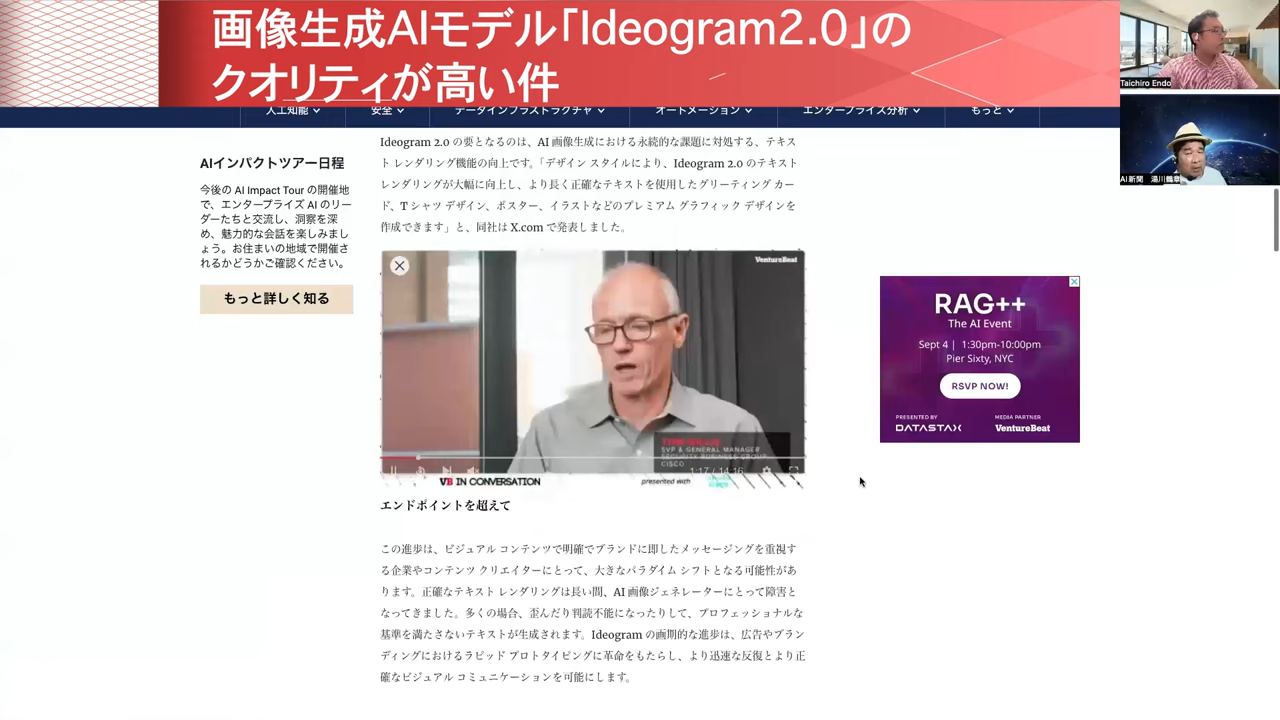 画像生成AIモデル「Ideogram2.0」の
クオリティが高い件
Taichiro Endo
AI新聞 湯川鶴章
人工知能
安全
データインフラストラクチャ
オートメーション
エンタープライズ分析
もっと
AIインパクトツアー日程
今後の AI Impact Tour の開催地
で、エンタープライズ AI のリー
ダーたちと交流し、洞察を深
め、魅力的な会話を楽しみまし
ょう。お住まいの地域で開催さ
れるかどうかご確認ください。
もっと詳しく知る
Ideogram 2.0 の要となるのは、AI 画像生成における永続的な課題に対処する、テキス
ト レンダリング機能の向上です。「デザイン スタイルにより、Ideogram 2.0 のテキスト
レンダリングが大幅に向上し、より長く正確なテキストを使用したグリーティング カー
ド、T シャツ デザイン、ポスター、イラストなどのプレミアム グラフィック デザインを
作成できます」と、同社は X.com で発表しました。
VentureBeat
SVP & GENERAL MANAGER
SECURITY BUSINESS GROUP
CISCO
1:17 / 14:16
VB IN CONVERSATION
presented with
エンドポイントを超えて
この進歩は、ビジュアル コンテンツで明確でブランドに即したメッセージングを重視す
る企業やコンテンツ クリエイターにとって、大きなパラダイム シフトとなる可能性があ
ります。正確なテキスト レンダリングは長い間、AI 画像ジェネレーターにとって障害と
なってきました。多くの場合、歪んだり判読不能になったりして、プロフェッショナルな
基準を満たさないテキストが生成されます。Ideogram の画期的な進歩は、広告やブラン
ディングにおけるラピッド プロトタイピングに革命をもたらし、より迅速な反復とより正
確なビジュアル コミュニケーションを可能にします。
RAG++
The AI Event
Sept 4 | 1:30pm-10:00pm
Pier Sixty, NYC
RSVP NOW!
PRESENTED BY
DATASTAX
MEDIA PARTNER
VentureBeat